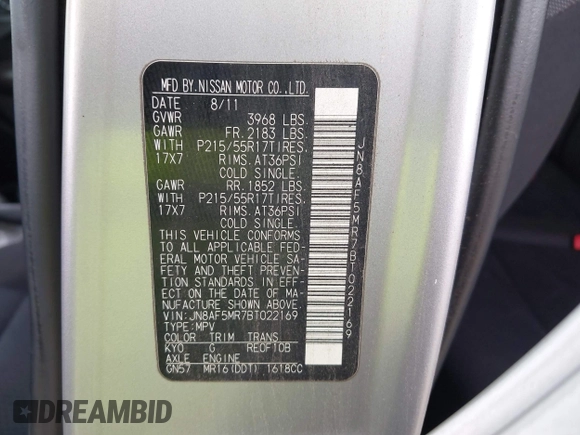 MFD BY.NISSAN MOTOR CO.,LTD.
DATE 8/11
GVWR 3968 LBS.
GAWR FR.2183 LBS.
WITH P215/55R17TIRES.
17X7 RIMS.AT36PSI
COLD SINGLE.
GAWR RR.1852 LBS.
WITH P215/55R17TIRES.
17X7 RIMS.AT36PSI
COLD SINGLE.
THIS VEHICLE CONFORMS
TO ALL APPLICABLE FED-
ERAL MOTOR VEHICLE SA-
FETY AND THEFT PREVEN-
TION STANDARDS IN EFF-
ECT ON THE DATE OF MA-
NUFACTURE SHOWN ABOVE.
VIN:JN8AF5MR7BT022169
TYPE:MPV
COLOR TRIM TRANS
KYO G RE0F10B
AXLE ENGINE
GN57 MR16(DDT) 1618CC
JN8AF5MR7BT022169
DREAMBID